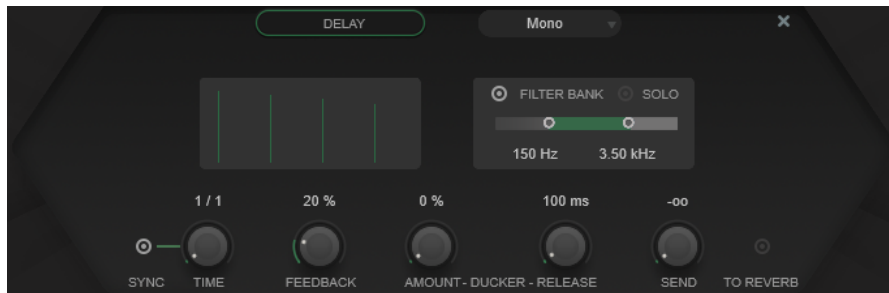 DELAY Mono ×
FILTER BANK SOLO
150 Hz 3.50 kHz
1 / 1 20 % 0 % 100 ms -oo
SYNC TIME FEEDBACK AMOUNT - DUCKER - RELEASE SEND TO REVERB